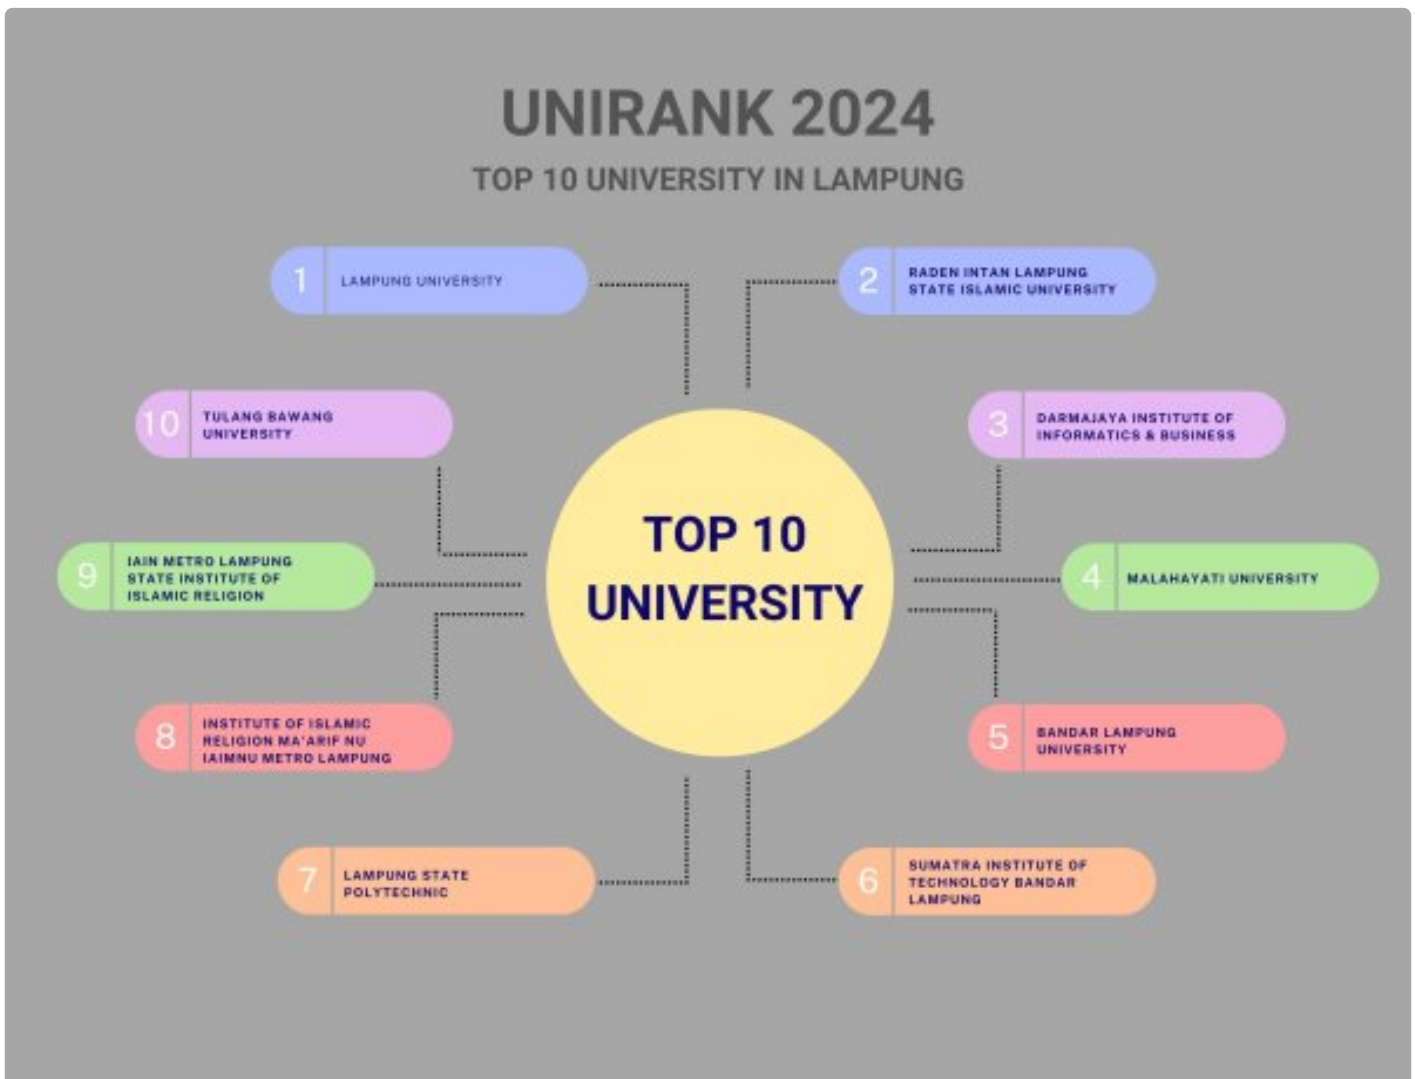 UNIRANK 2024
TOP 10 UNIVERSITY IN LAMPUNG
1
LAMPUNG UNIVERSITY
2
RADEN INTAN LAMPUNG
STATE ISLAMIC UNIVERSITY
3
DARMAJAYA INSTITUTE OF
INFORMATICS & BUSINESS
4
MALAHAYATI UNIVERSITY
5
BANDAR LAMPUNG
UNIVERSITY
6
SUMATRA INSTITUTE OF
TECHNOLOGY BANDAR
LAMPUNG
7
LAMPUNG STATE
POLYTECHNIC
8
INSTITUTE OF ISLAMIC
RELIGION MA'ARIF NU
IAIMNU METRO LAMPUNG
9
IAIN METRO LAMPUNG
STATE INSTITUTE OF
ISLAMIC RELIGION
10
TULANG BAWANG
UNIVERSITY
TOP 10
UNIVERSITY